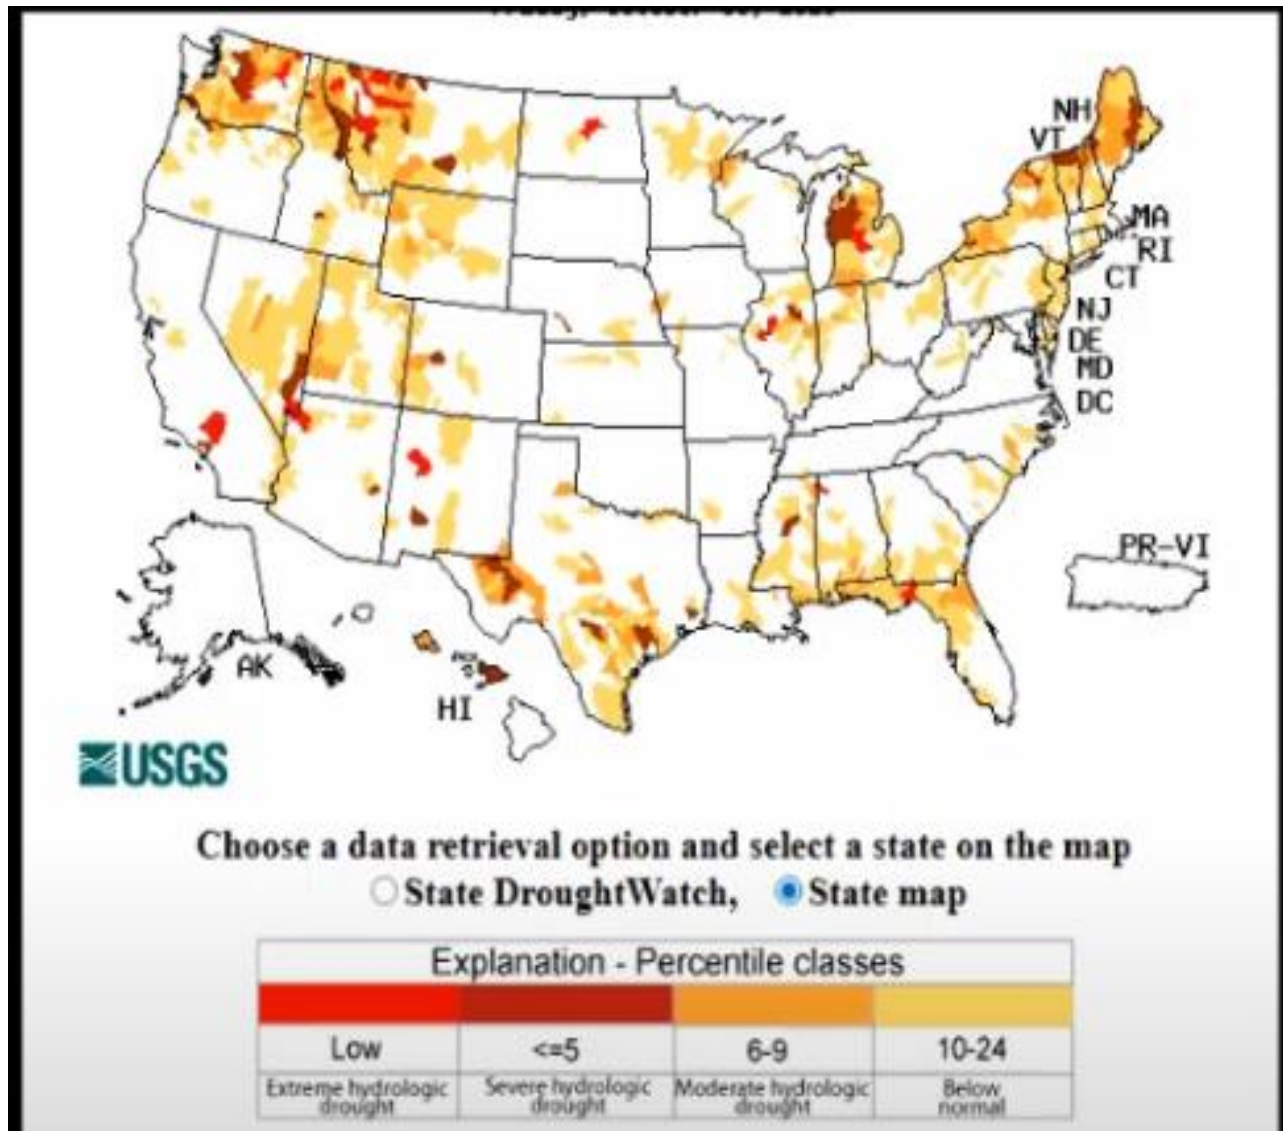 NH
VT
MA
RI
CT
NJ
DE
MD
DC
PR-VI
AK
HI
USGS
Choose a data retrieval option and select a state on the map
State DroughtWatch, State map
Explanation - Percentile classes
Low <=5 6-9 10-24
Extreme hydrologic drought Severe hydrologic drought Moderate hydrologic drought Below normal